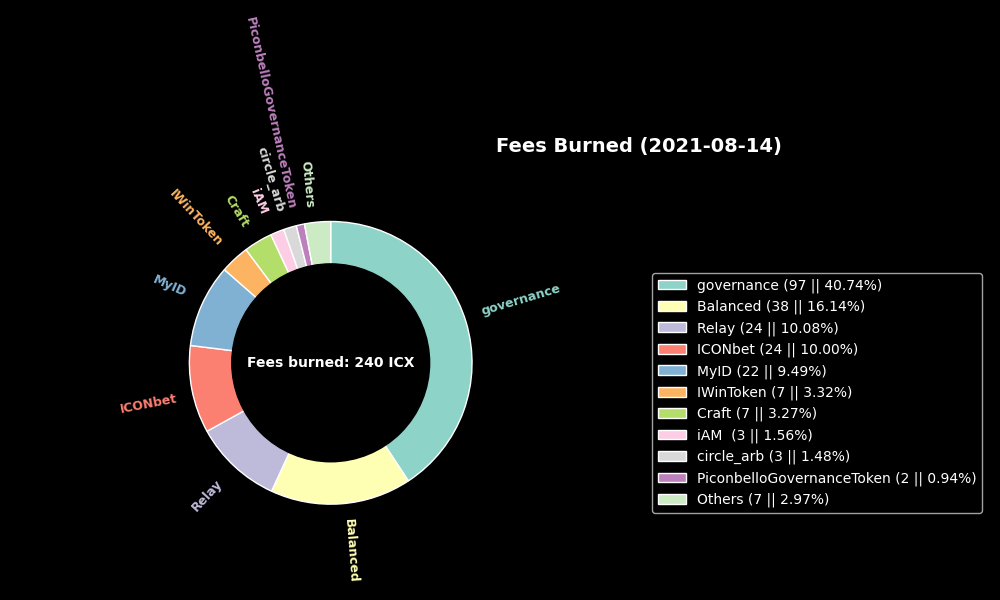 Fees Burned (2021-08-14)
PiconbelloGovernanceToken
circle_arb
Others
iAM
Craft
IWinToken
MyID
governance
ICONbet
Fees burned: 240 ICX
Relay
Balanced
governance (97 || 40.74%)
Balanced (38 || 16.14%)
Relay (24 || 10.08%)
ICONbet (24 || 10.00%)
MyID (22 || 9.49%)
IWinToken (7 || 3.32%)
Craft (7 || 3.27%)
iAM  (3 || 1.56%)
circle_arb (3 || 1.48%)
PiconbelloGovernanceToken (2 || 0.94%)
Others (7 || 2.97%)